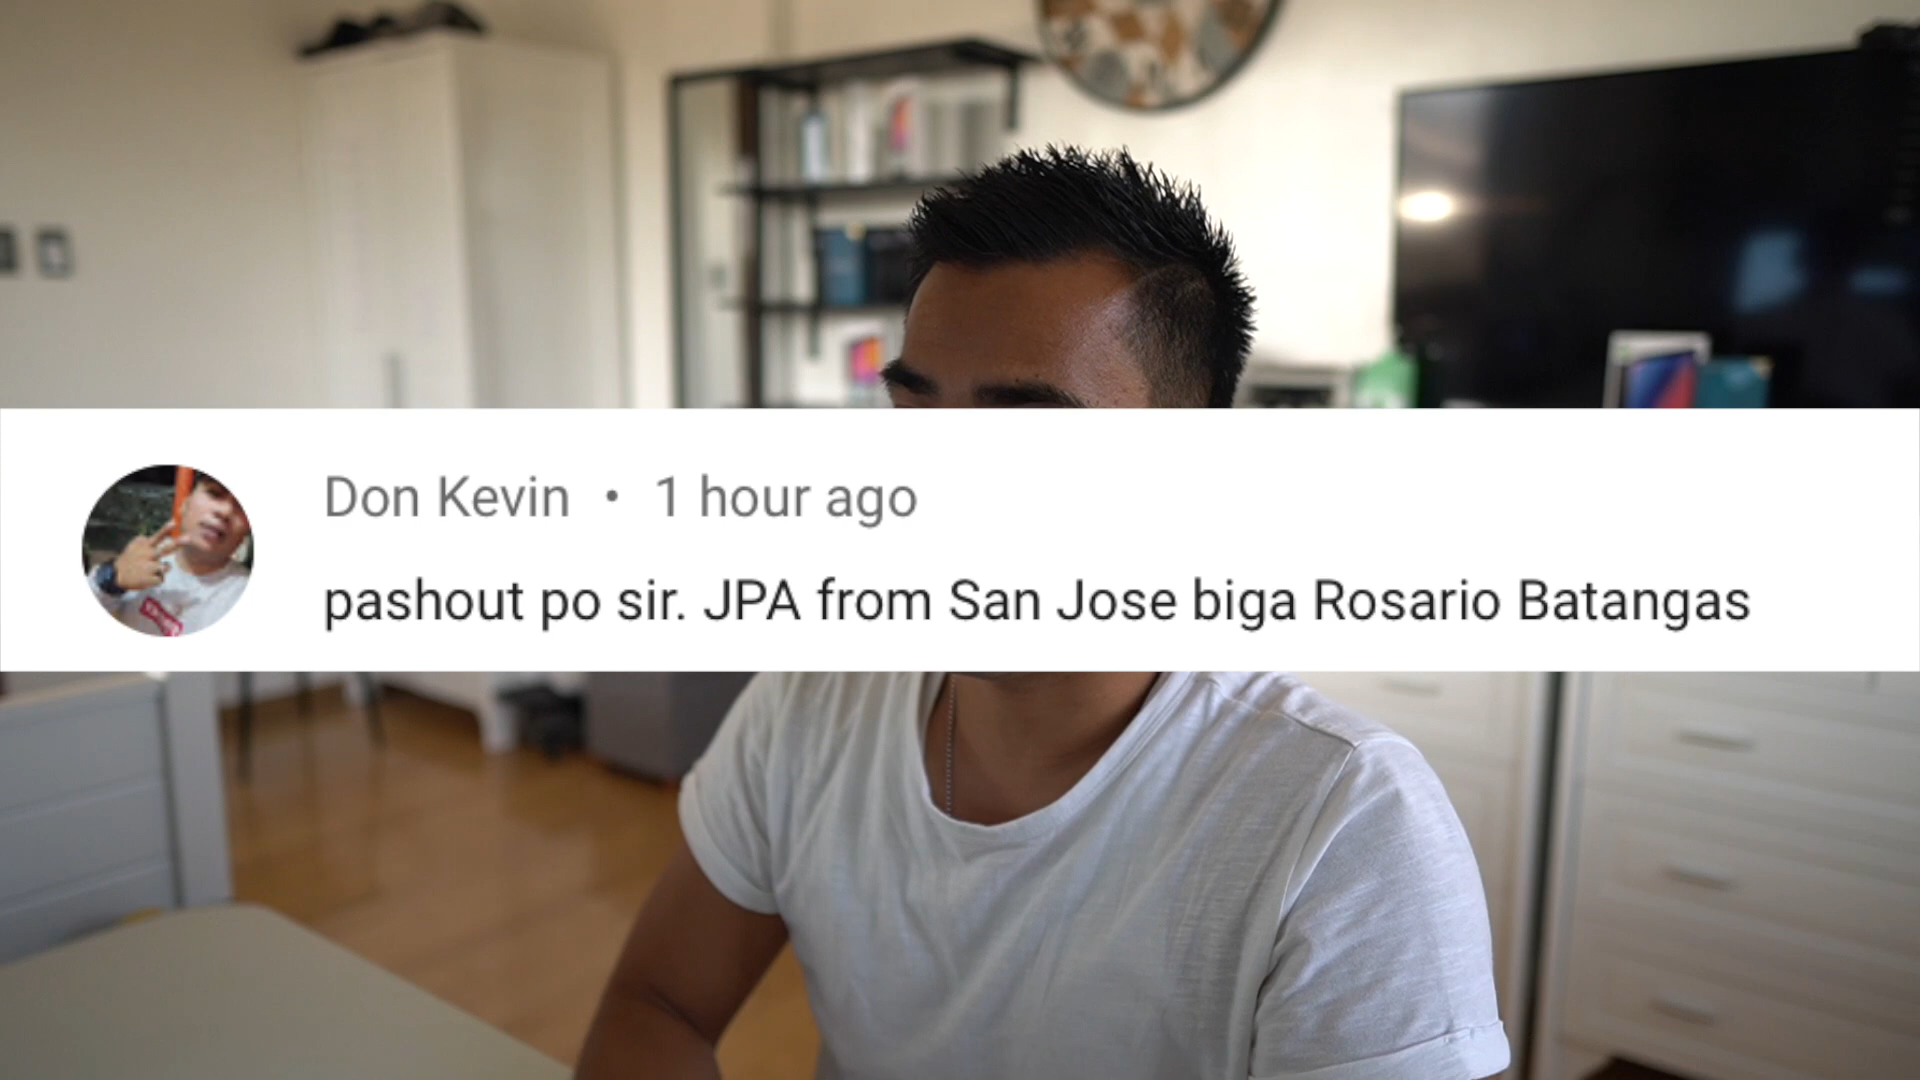 Don Kevin • 1 hour ago
pashout po sir. JPA from San Jose biga Rosario Batangas